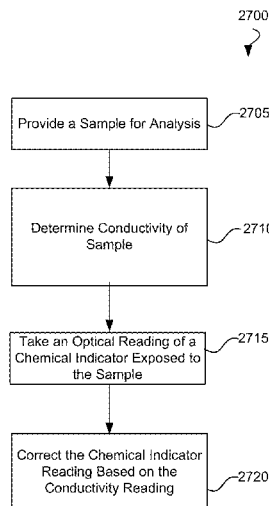 2700
Provide a Sample for Analysis
2705
Determine Conductivity of
Sample
2710
Take an Optical Reading of a
Chemical Indicator Exposed to
the Sample
2715
Correct the Chemical Indicator
Reading Based on the
Conductivity Reading
2720